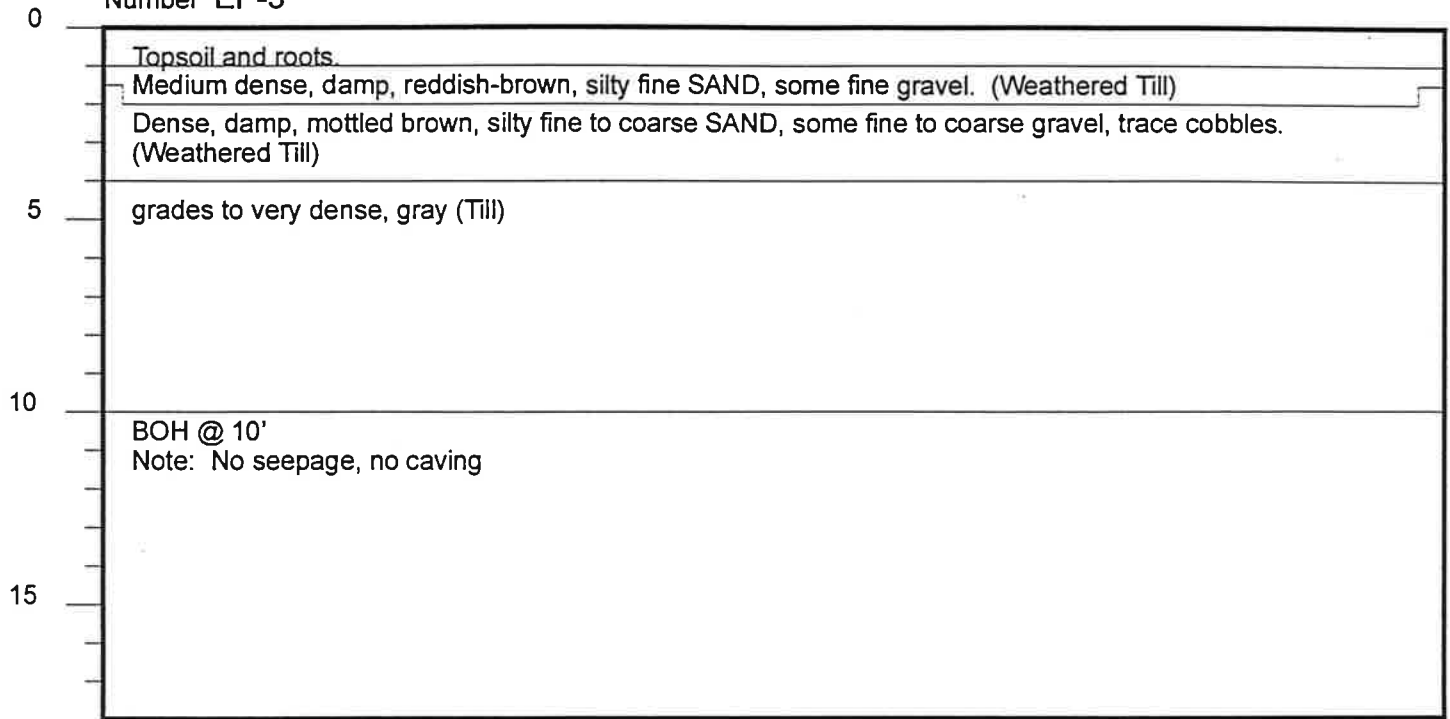 Number EP-3
0
Topsoil and roots.
Medium dense, damp, reddish-brown, silty fine SAND, some fine gravel. (Weathered Till)
Dense, damp, mottled brown, silty fine to coarse SAND, some fine to coarse gravel, trace cobbles.
(Weathered Till)
5
grades to very dense, gray (Till)
10
BOH @ 10'
Note: No seepage, no caving
15